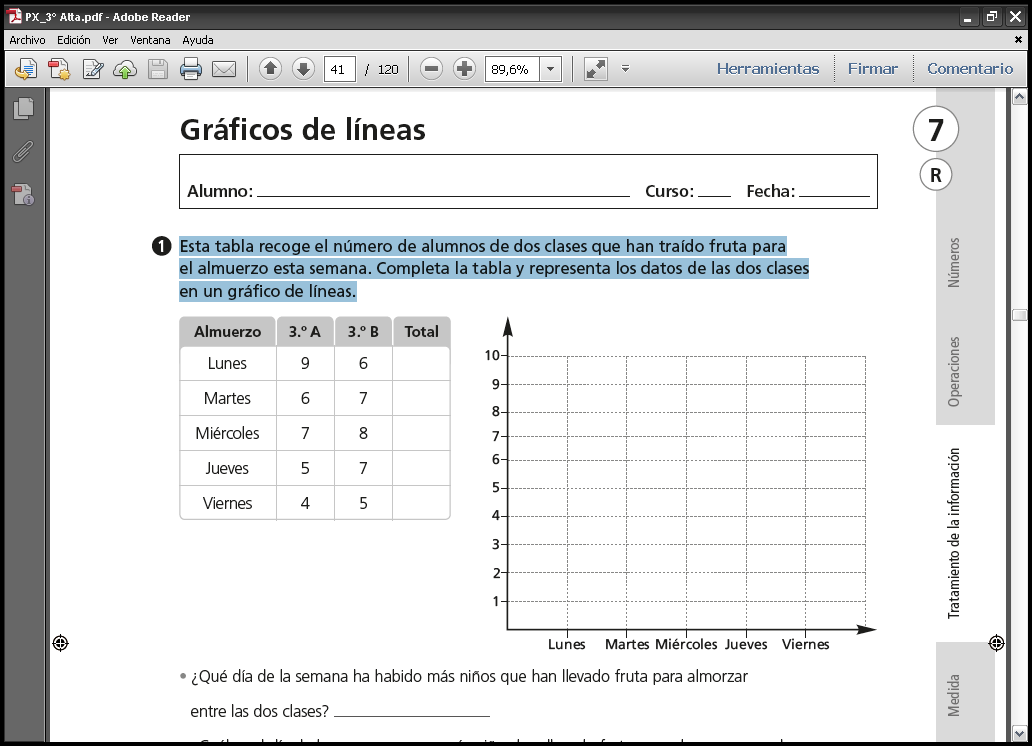 PX_3º Alta.pdf - Adobe Reader
Archivo Edición Ver Ventana Ayuda
41 / 120 89,6% Herramientas Firmar Comentario
Gráficos de líneas
7
R
Alumno: Curso: Fecha:
1 Esta tabla recoge el número de alumnos de dos clases que han traído fruta para
el almuerzo esta semana. Completa la tabla y representa los datos de las dos clases
en un gráfico de líneas.
Almuerzo 3.º A 3.º B Total
Lunes 9 6
Martes 6 7
Miércoles 7 8
Jueves 5 7
Viernes 4 5
10
9
8
7
6
5
4
3
2
1
Lunes Martes Miércoles Jueves Viernes
• ¿Qué día de la semana ha habido más niños que han llevado fruta para almorzar
entre las dos clases?
Números
Operaciones
Tratamiento de la información
Medida